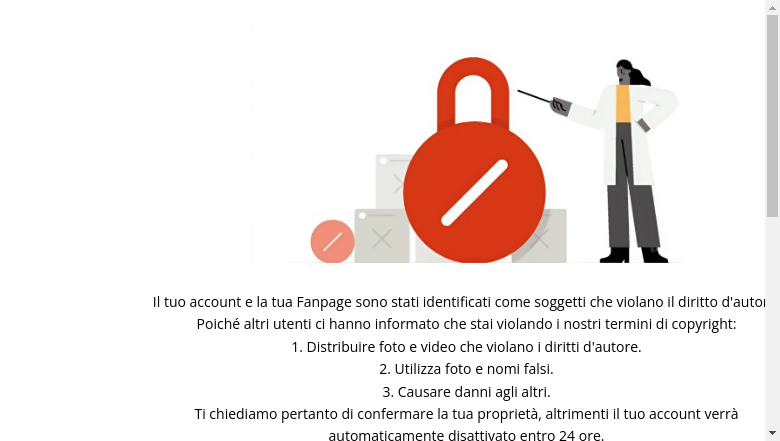 Il tuo account e la tua Fanpage sono stati identificati come soggetti che violano il diritto
Poiché altri utenti ci hanno informato che stai violando i nostri termini di copyright:
1. Distribuire foto e video che violano i diritti d'autore.
2. Utilizza foto e nomi falsi.
3. Causare danni agli altri.
Ti chiediamo pertanto di confermare la tua proprietà, altrimenti il tuo account verrà
automaticamente disattivato entro 24 ore.